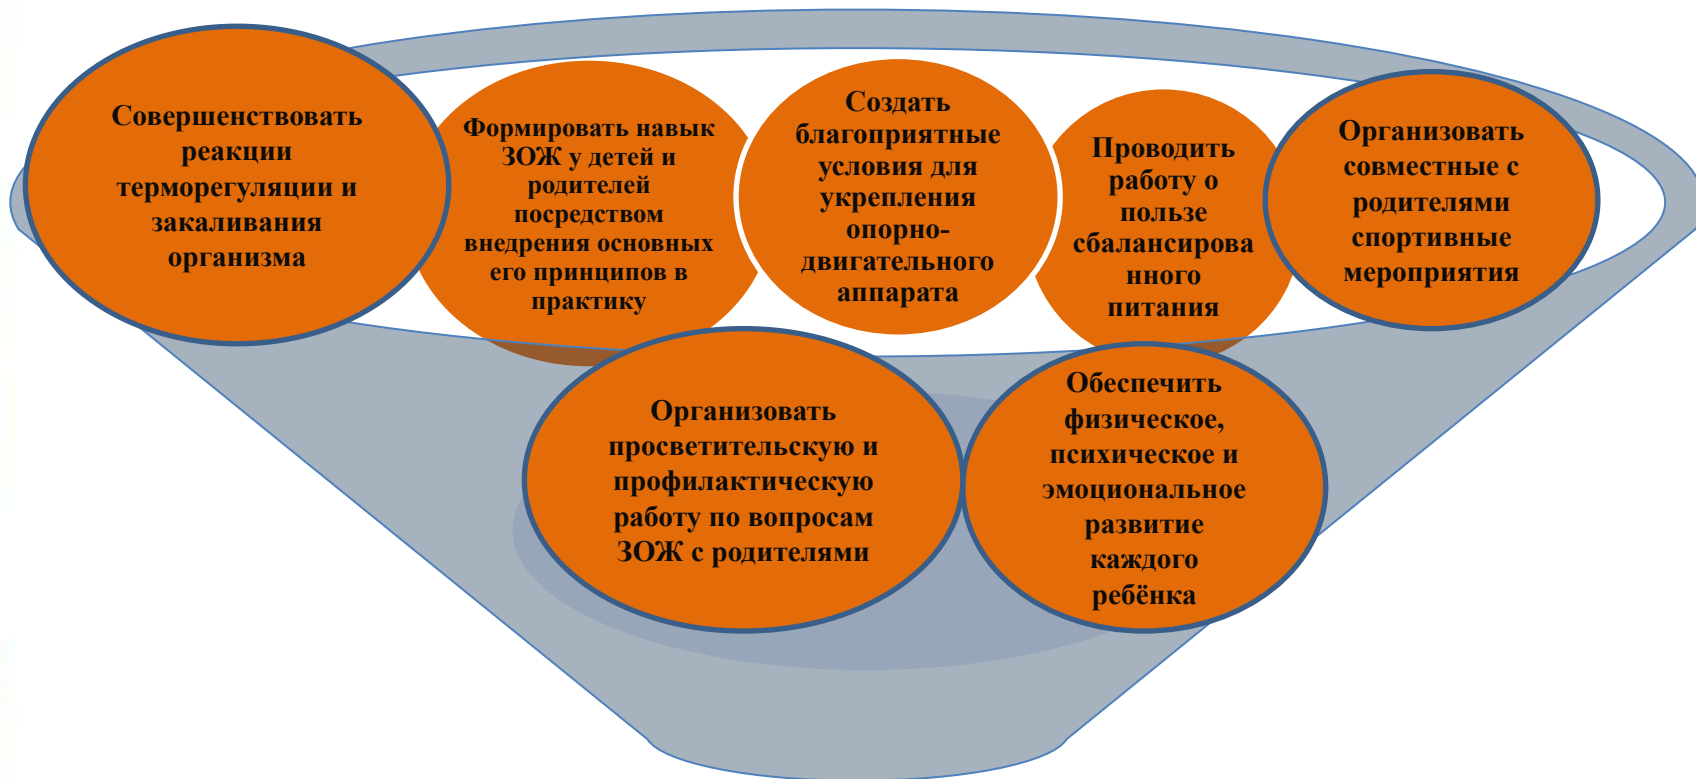 Совершенствовать
реакции
терморегуляции и
закаливания
организма
Формировать навык
ЗОЖ у детей и
родителей
посредством
внедрения основных
его принципов в
практику
Создать
благоприятные
условия для
укрепления
опорно-
двигательного
аппарата
Проводить
работу о
пользе
сбалансирова
нного
питания
Организовать
совместные с
родителями
спортивные
мероприятия
Организовать
просветительскую и
профилактическую
работу по вопросам
ЗОЖ с родителями
Обеспечить
физическое,
психическое и
эмоциональное
развитие
каждого
ребёнка